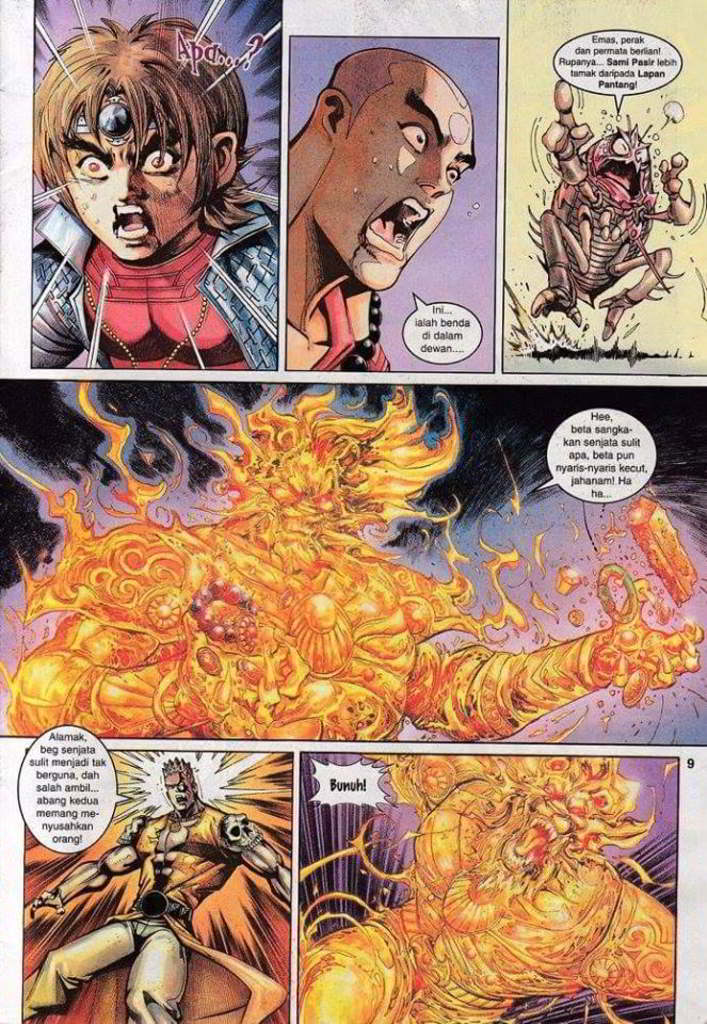 Apa....?
Ini...
ialah benda
di dalam
dewan....
Emas, perak
dan permata berlian!
Rupanya... Sami Pasir lebih
tamak daripada Lapan
Pantang!
Hee,
beta sangka-
kan senjata sulit
apa, beta pun
nyaris-nyaris kecut,
jahanam! Ha
ha...
Alamak,
beg senjata
sulit menjadi tak
berguna, dah
salah ambil...
abang kedua
memang me-
nyusahkan
orang!
Bunuh!
9